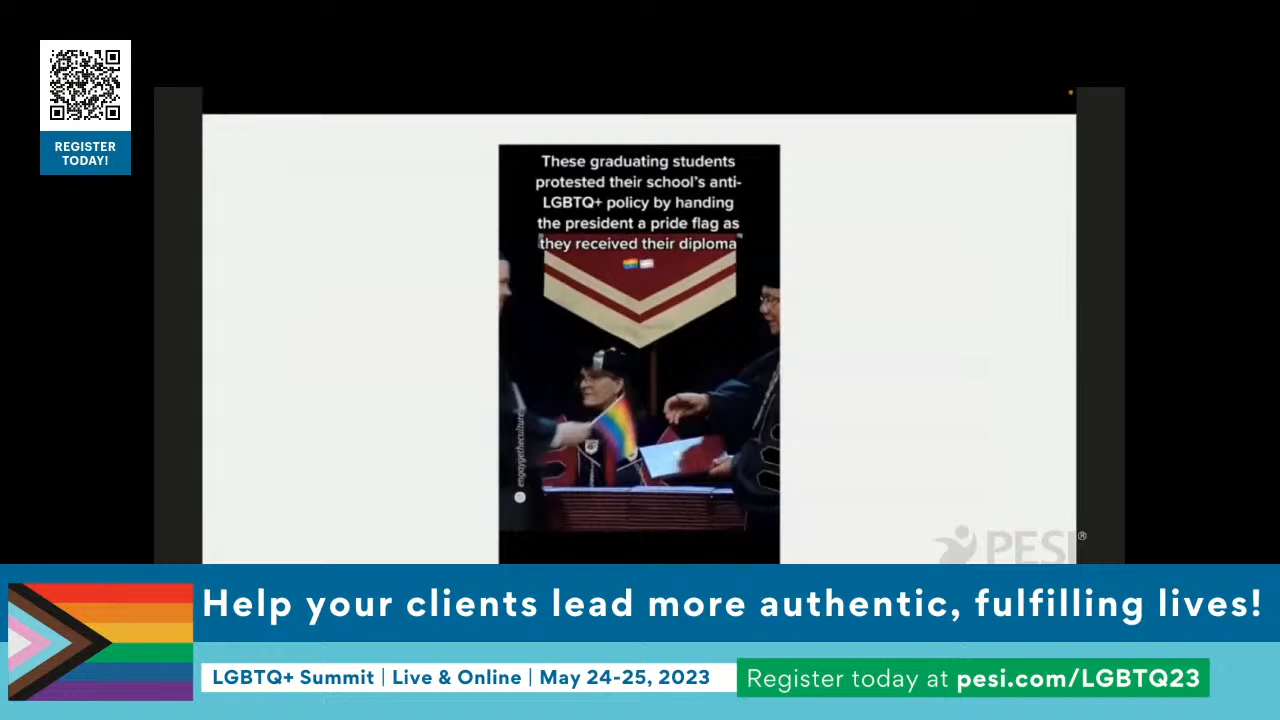 REGISTER
TODAY!
These graduating students
protested their school's anti-
LGBTQ+ policy by handing
the president a pride flag as
they received their diploma
engaygetheculture
PESI®
Help your clients lead more authentic, fulfilling lives!
LGBTQ+ Summit | Live & Online | May 24-25, 2023
Register today at pesi.com/LGBTQ23